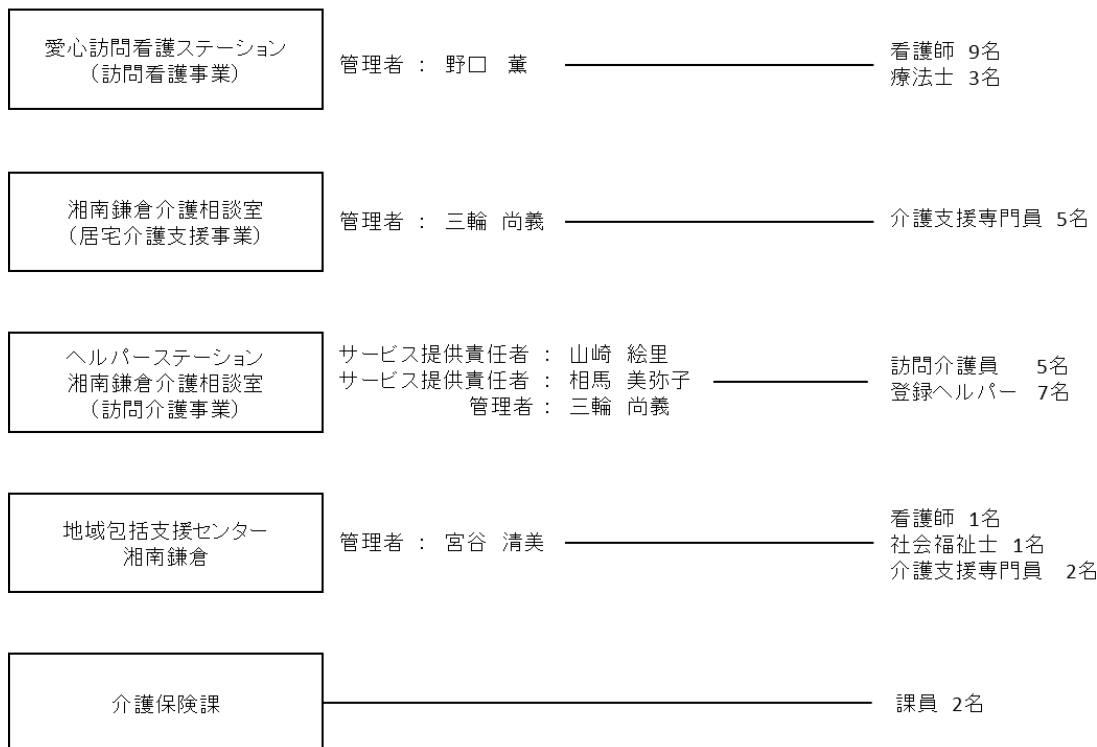 愛心訪問看護ステーション
（訪問看護事業）
管理者 ： 野口 薫
看護師 9名
療法士 3名
湘南鎌倉介護相談室
（居宅介護支援事業）
管理者 ： 三輪 尚義
介護支援専門員 5名
ヘルパーステーション
湘南鎌倉介護相談室
（訪問介護事業）
サービス提供責任者 ： 山崎 絵里
サービス提供責任者 ： 相馬 美弥子
管理者 ： 三輪 尚義
訪問介護員 5名
登録ヘルパー 7名
地域包括支援センター
湘南鎌倉
管理者 ： 宮谷 清美
看護師 1名
社会福祉士 1名
介護支援専門員 2名
介護保険課
課員 2名